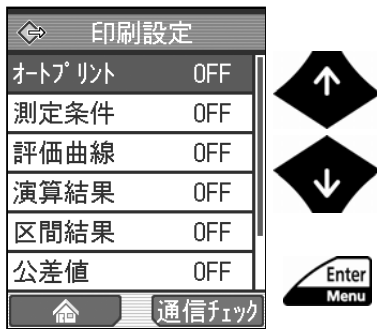 印刷設定
ｵｰﾄﾌﾟﾘﾝﾄ OFF
測定条件 OFF
評価曲線 OFF
演算結果 OFF
区間結果 OFF
公差値 OFF
通信ﾁｪｯｸ
Enter
Menu